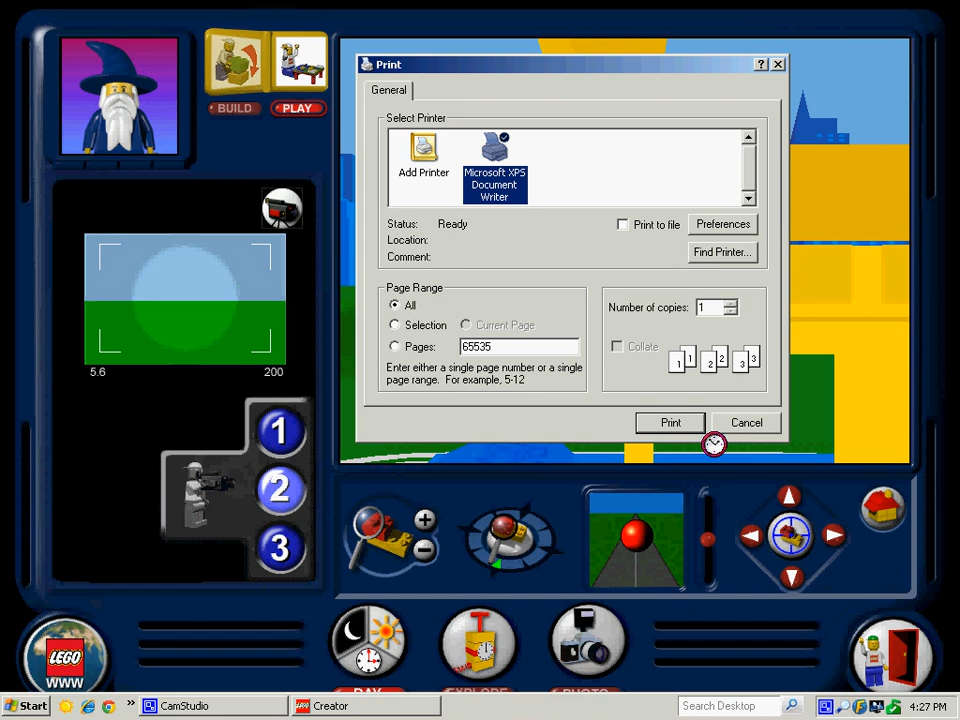 Print
General
BUILD
PLAY
Select Printer
Add Printer
Microsoft XPS
Document
Writer
Status: Ready
Print to file
Preferences
Location:
Comment:
Find Printer...
Page Range
All
Number of copies: 1
Selection
Current Page
Pages: 65535
Collate
1 1 2 2 3 3
Enter either a single page number or a single
page range. For example, 5-12
5.6 200
Print
Cancel
1
2
3
LEGO
WWW
DAY
EXPLODE
PHOTO
Start
»
CamStudio
Creator
Search Desktop
4:27 PM